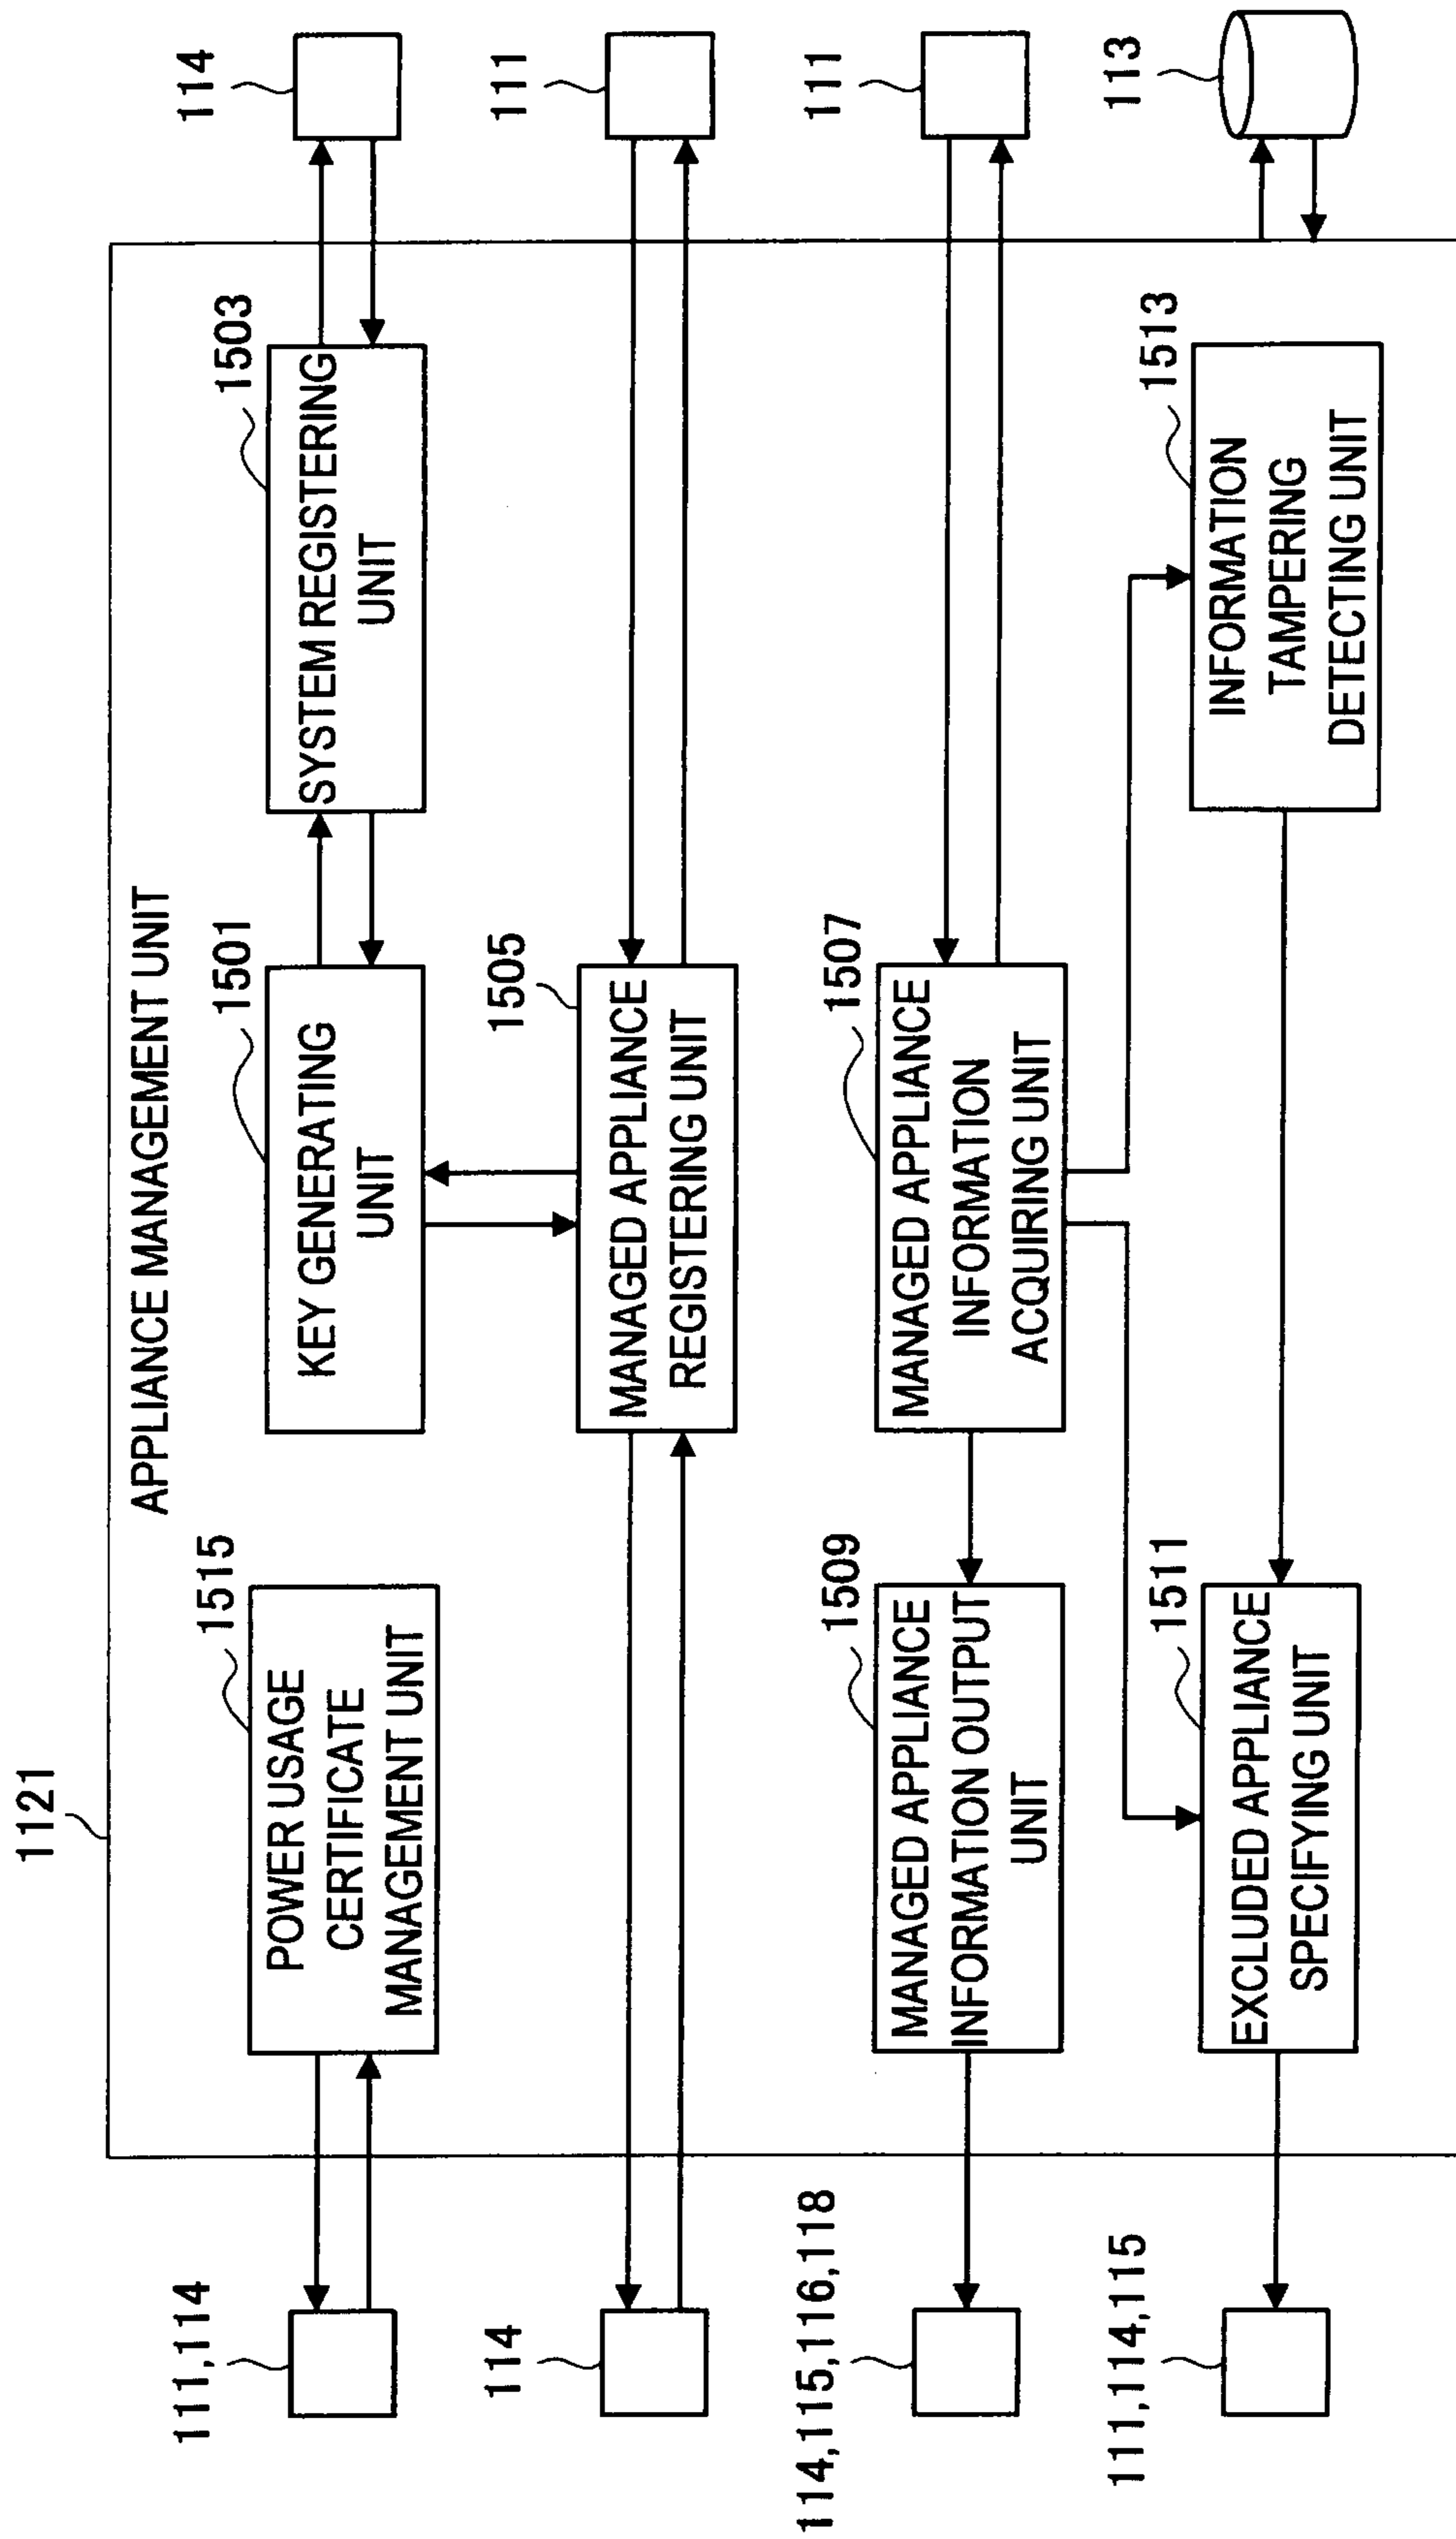 1121
APPLIANCE MANAGEMENT UNIT
111,114
1515
POWER USAGE
CERTIFICATE
MANAGEMENT UNIT
1501
KEY GENERATING
UNIT
1503
SYSTEM REGISTERING
UNIT
114
114
1505
MANAGED APPLIANCE
REGISTERING UNIT
111
114,115,116,118
1509
MANAGED APPLIANCE
INFORMATION OUTPUT
UNIT
1507
MANAGED APPLIANCE
INFORMATION
ACQUIRING UNIT
111
111,114,115
1511
EXCLUDED APPLIANCE
SPECIFYING UNIT
1513
INFORMATION
TAMPERING
DETECTING UNIT
113